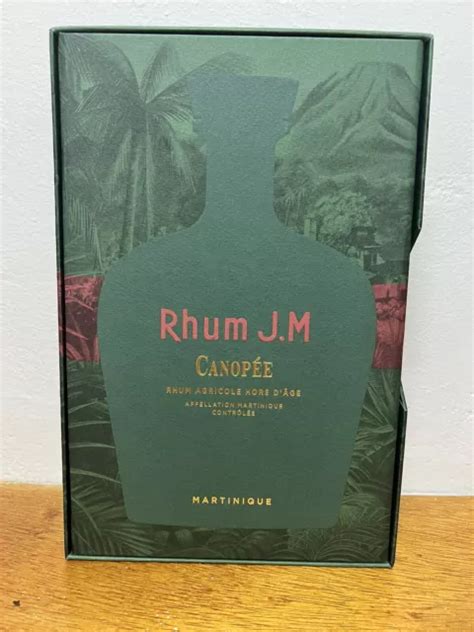 Rhum J.M
CANOPÉE
RHUM AGRICOLE HORS D'ÂGE
APPELLATION MARTINIQUE
CONTRÔLÉE
MARTINIQUE